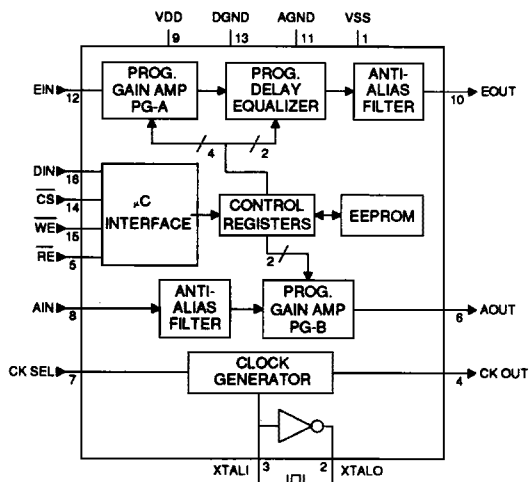 VDD DGND AGND VSS
9 13 11 1
EIN 12
PROG. GAIN AMP PG-A
PROG. DELAY EQUALIZER
ANTI-ALIAS FILTER
10 EOUT
4 2
DIN 16
CS 14
WE 15
RE 5
µC INTERFACE
CONTROL REGISTERS
EEPROM
2
AIN 8
ANTI-ALIAS FILTER
PROG. GAIN AMP PG-B
6 AOUT
CK SEL 7
CLOCK GENERATOR
4 CK OUT
XTALI 3 2 XTALO